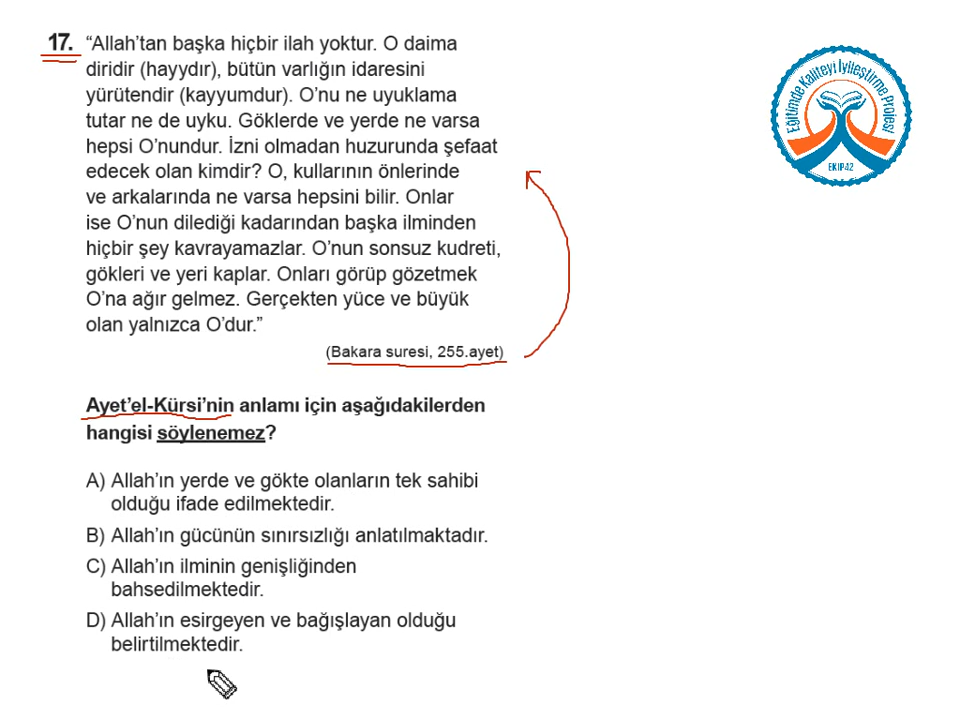 17. “Allah’tan başka hiçbir ilah yoktur. O daima
diridir (hayydır), bütün varlığın idaresini
yürütendir (kayyumdur). O’nu ne uyuklama
tutar ne de uyku. Göklerde ve yerde ne varsa
hepsi O’nundur. İzni olmadan huzurunda şefaat
edecek olan kimdir? O, kullarının önlerinde
ve arkalarında ne varsa hepsini bilir. Onlar
ise O’nun dilediği kadarından başka ilminden
hiçbir şey kavrayamazlar. O’nun sonsuz kudreti,
gökleri ve yeri kaplar. Onları görüp gözetmek
O’na ağır gelmez. Gerçekten yüce ve büyük
olan yalnızca O’dur.”
(Bakara suresi, 255.ayet)
Ayet’el-Kürsi’nin anlamı için aşağıdakilerden
hangisi söylenemez?
A) Allah’ın yerde ve gökte olanların tek sahibi
olduğu ifade edilmektedir.
B) Allah’ın gücünün sınırsızlığı anlatılmaktadır.
C) Allah’ın ilminin genişliğinden
bahsedilmektedir.
D) Allah’ın esirgeyen ve bağışlayan olduğu
belirtilmektedir.
Eğitimde Kaliteyi İyileştirme Projesi
EKIP42